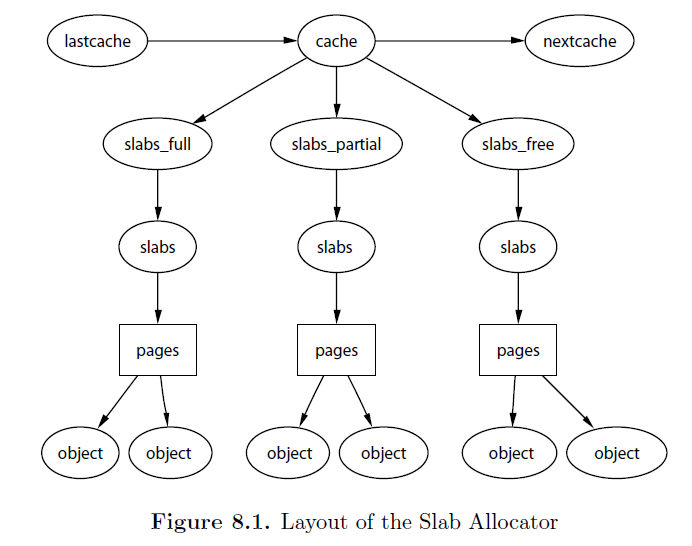 lastcache cache nextcache
slabs_full slabs_partial slabs_free
slabs slabs slabs
pages pages pages
object object object object object object
Figure 8.1. Layout of the Slab Allocator